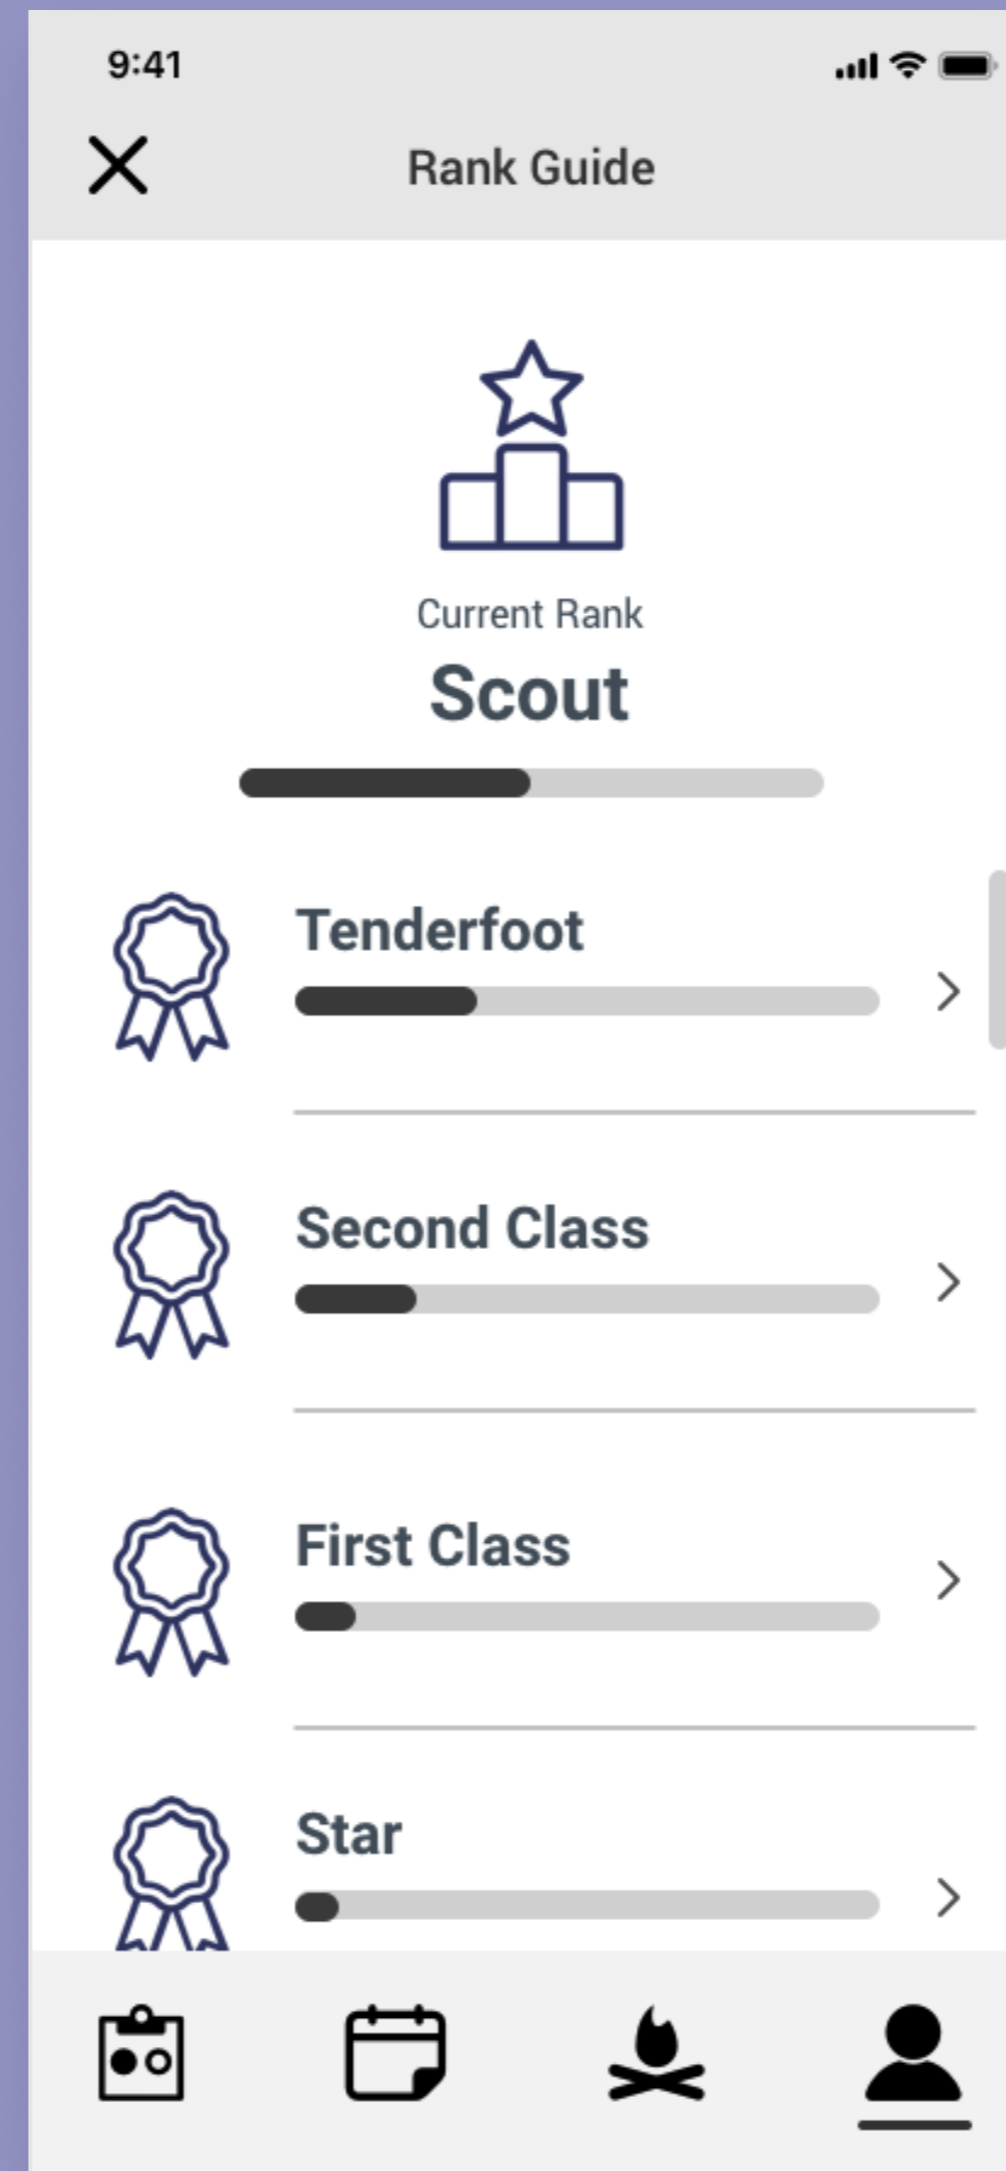 9:41
Rank Guide
Current Rank
Scout
Tenderfoot
Second Class
First Class
Star